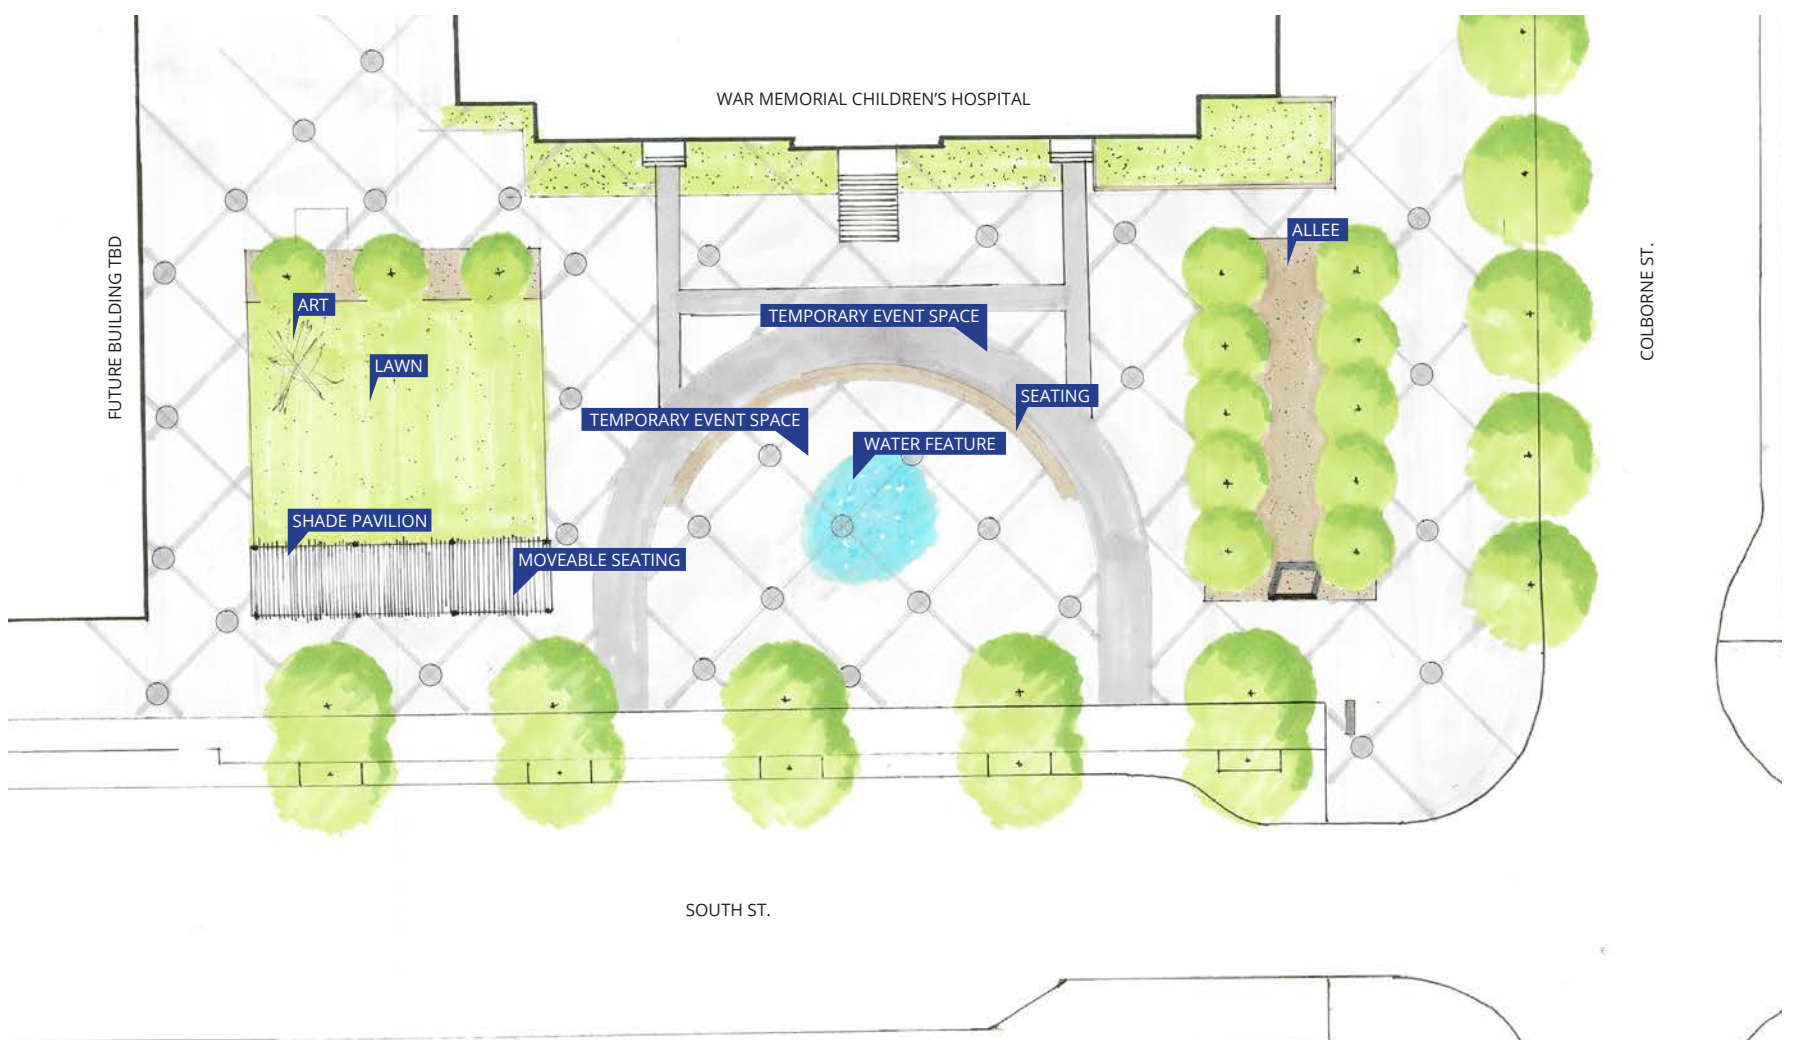 WAR MEMORIAL CHILDREN'S HOSPITAL
ALLEE
FUTURE BUILDING TBD
COLBORNE ST.
ART
TEMPORARY EVENT SPACE
LAWN
SEATING
TEMPORARY EVENT SPACE
WATER FEATURE
SHADE PAVILION
MOVEABLE SEATING
SOUTH ST.